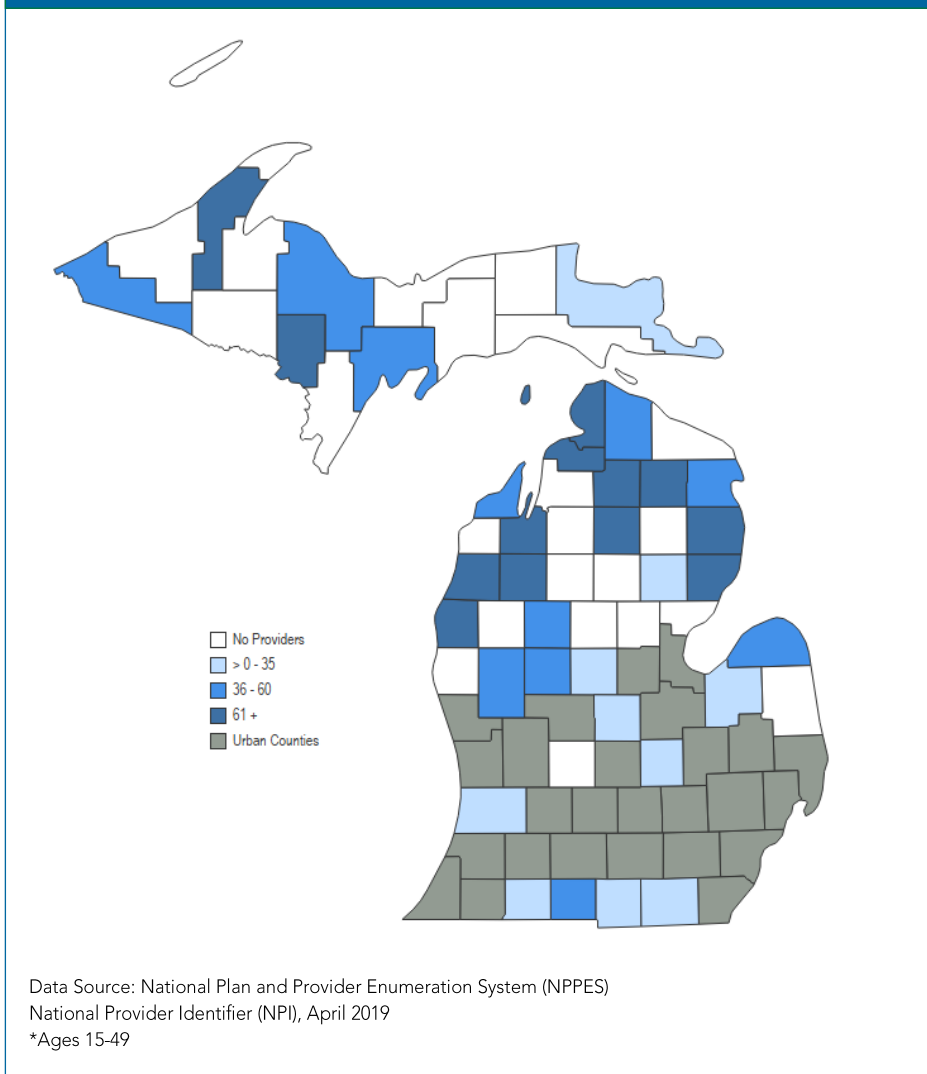 No Providers
> 0 - 35
36 - 60
61 +
Urban Counties
Data Source: National Plan and Provider Enumeration System (NPPES)
National Provider Identifier (NPI), April 2019
*Ages 15-49